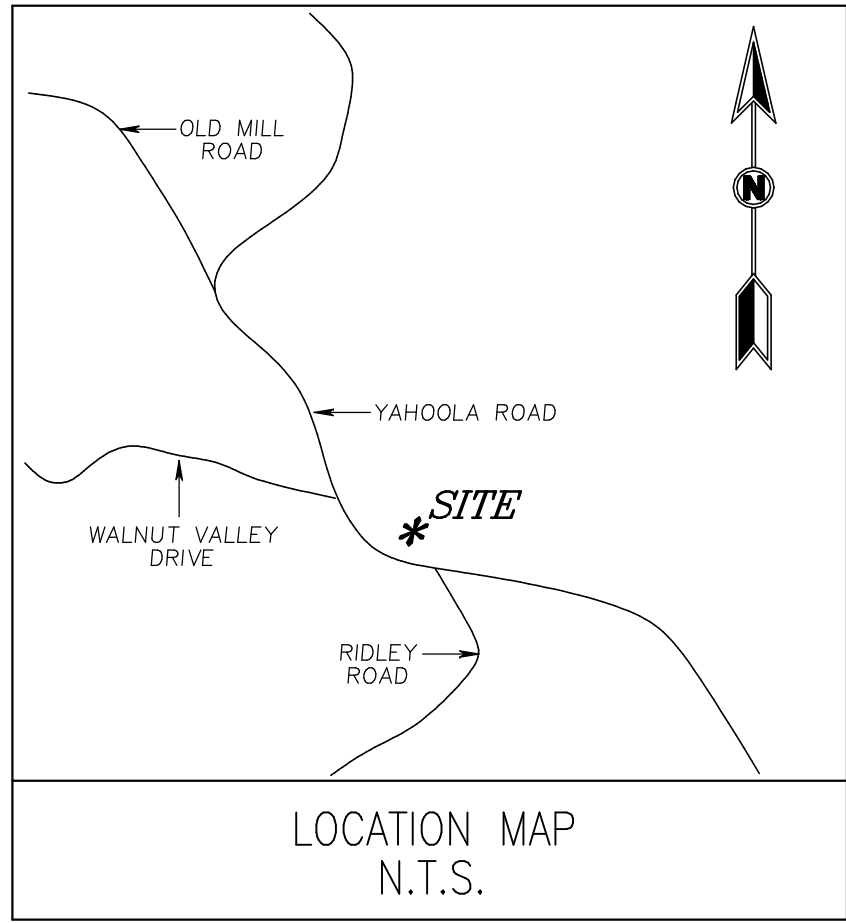 OLD MILL
ROAD
N
YAHOOLA ROAD
SITE
WALNUT VALLEY
DRIVE
RIDLEY
ROAD
LOCATION MAP
N.T.S.